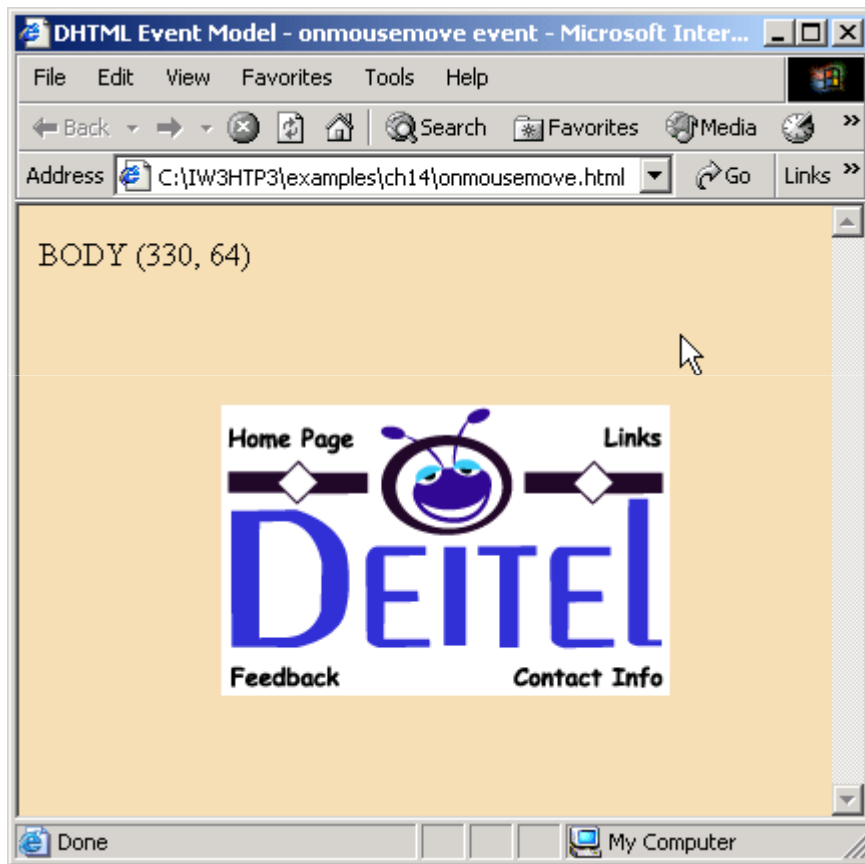 DHTML Event Model - onmousemove event - Microsoft Inter...
File Edit View Favorites Tools Help
Back Search Favorites Media »
Address C:\IW3HTP3\examples\ch14\onmousemove.html Go Links »
BODY (330, 64)
Home Page Links
DEITEL
Feedback Contact Info
Done My Computer